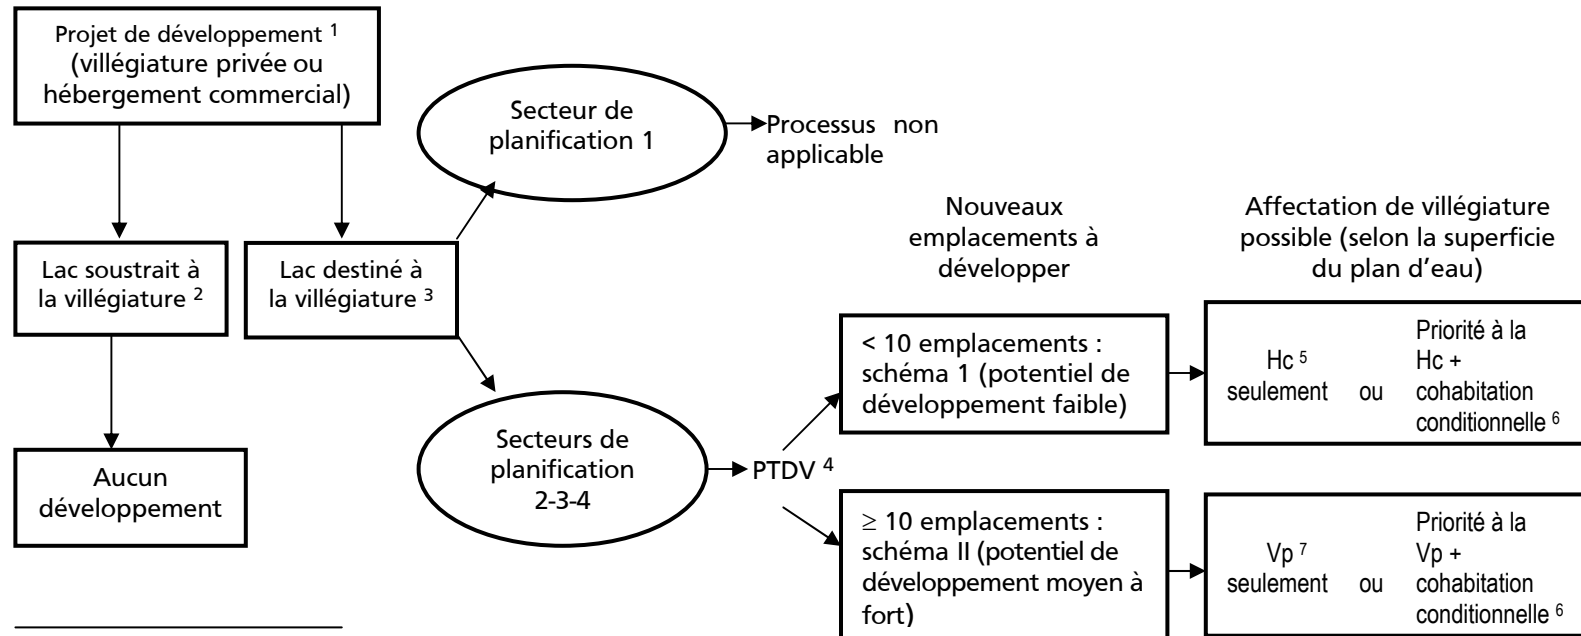 Projet de développement 1
(villégiature privée ou
hébergement commercial)
Secteur de
planification 1
Processus non
applicable
Lac soustrait à
la villégiature 2
Lac destiné à
la villégiature 3
Aucun
développement
Secteurs de
planification
2-3-4
PTDV 4
Nouveaux
emplacements à
développer
< 10 emplacements :
schéma 1 (potentiel de
développement faible)
≥ 10 emplacements :
schéma II (potentiel de
développement moyen à
fort)
Affectation de villégiature
possible (selon la superficie
du plan d’eau)
Hc 5
seulement
ou
Priorité à la
Hc +
cohabitation
conditionnelle 6
Vp 7
seulement
ou
Priorité à la
Vp +
cohabitation
conditionnelle 6